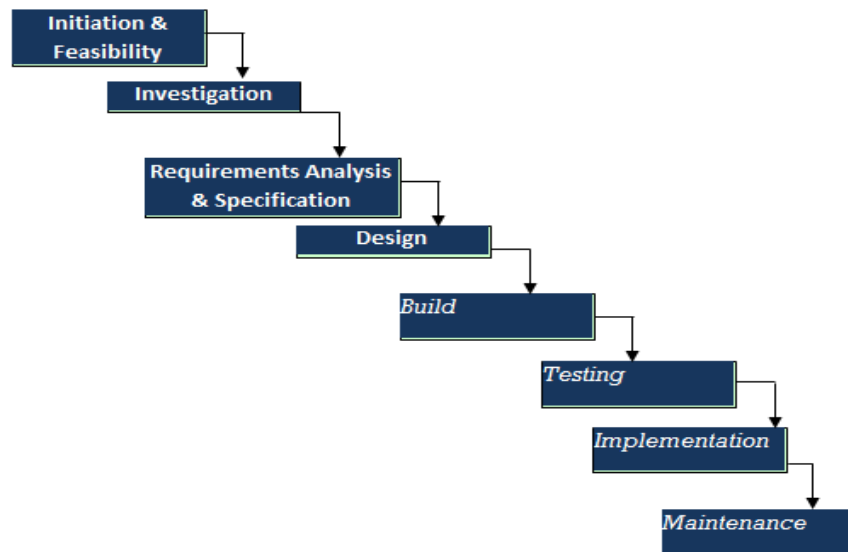 Initiation &
Feasibility
Investigation
Requirements Analysis
& Specification
Design
Build
Testing
Implementation
Maintenance